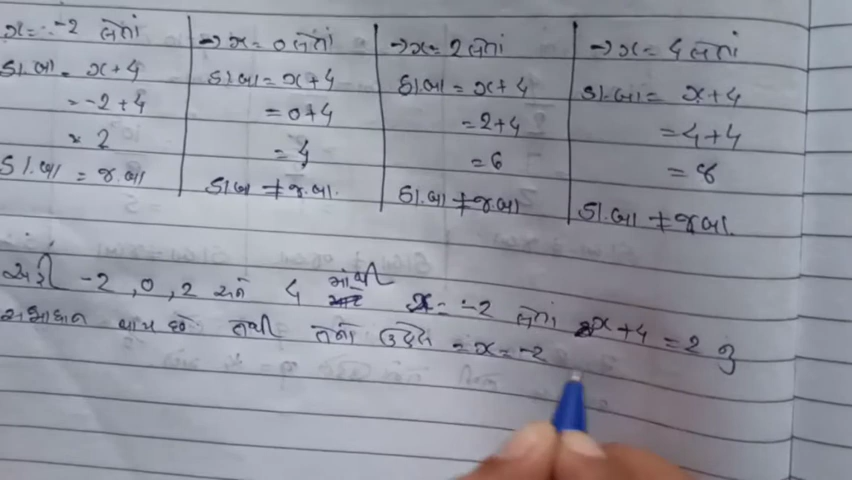 x = -2 લેતાં
ડા.બા = x+4
= -2+4
= 2
ડા.બા = જ.બા
→ x = 0 લેતાં
ડા.બા = x+4
= 0+4
= 4
ડા.બા ≠ જ.બા.
→ x = 2 લેતાં
ડા.બા = x+4
= 2+4
= 6
ડા.બા ≠ જ.બા
→ x = 4 લેતાં
ડા.બા = x+4
= 4+4
= 8
ડા.બા ≠ જ.બા.
અહીં -2, 0, 2 અને 4 માંથી x = -2 લેતાં x+4 = 2 નું
સમાધાન થાય છે તેથી તેનો ઉકેલ = x = -2